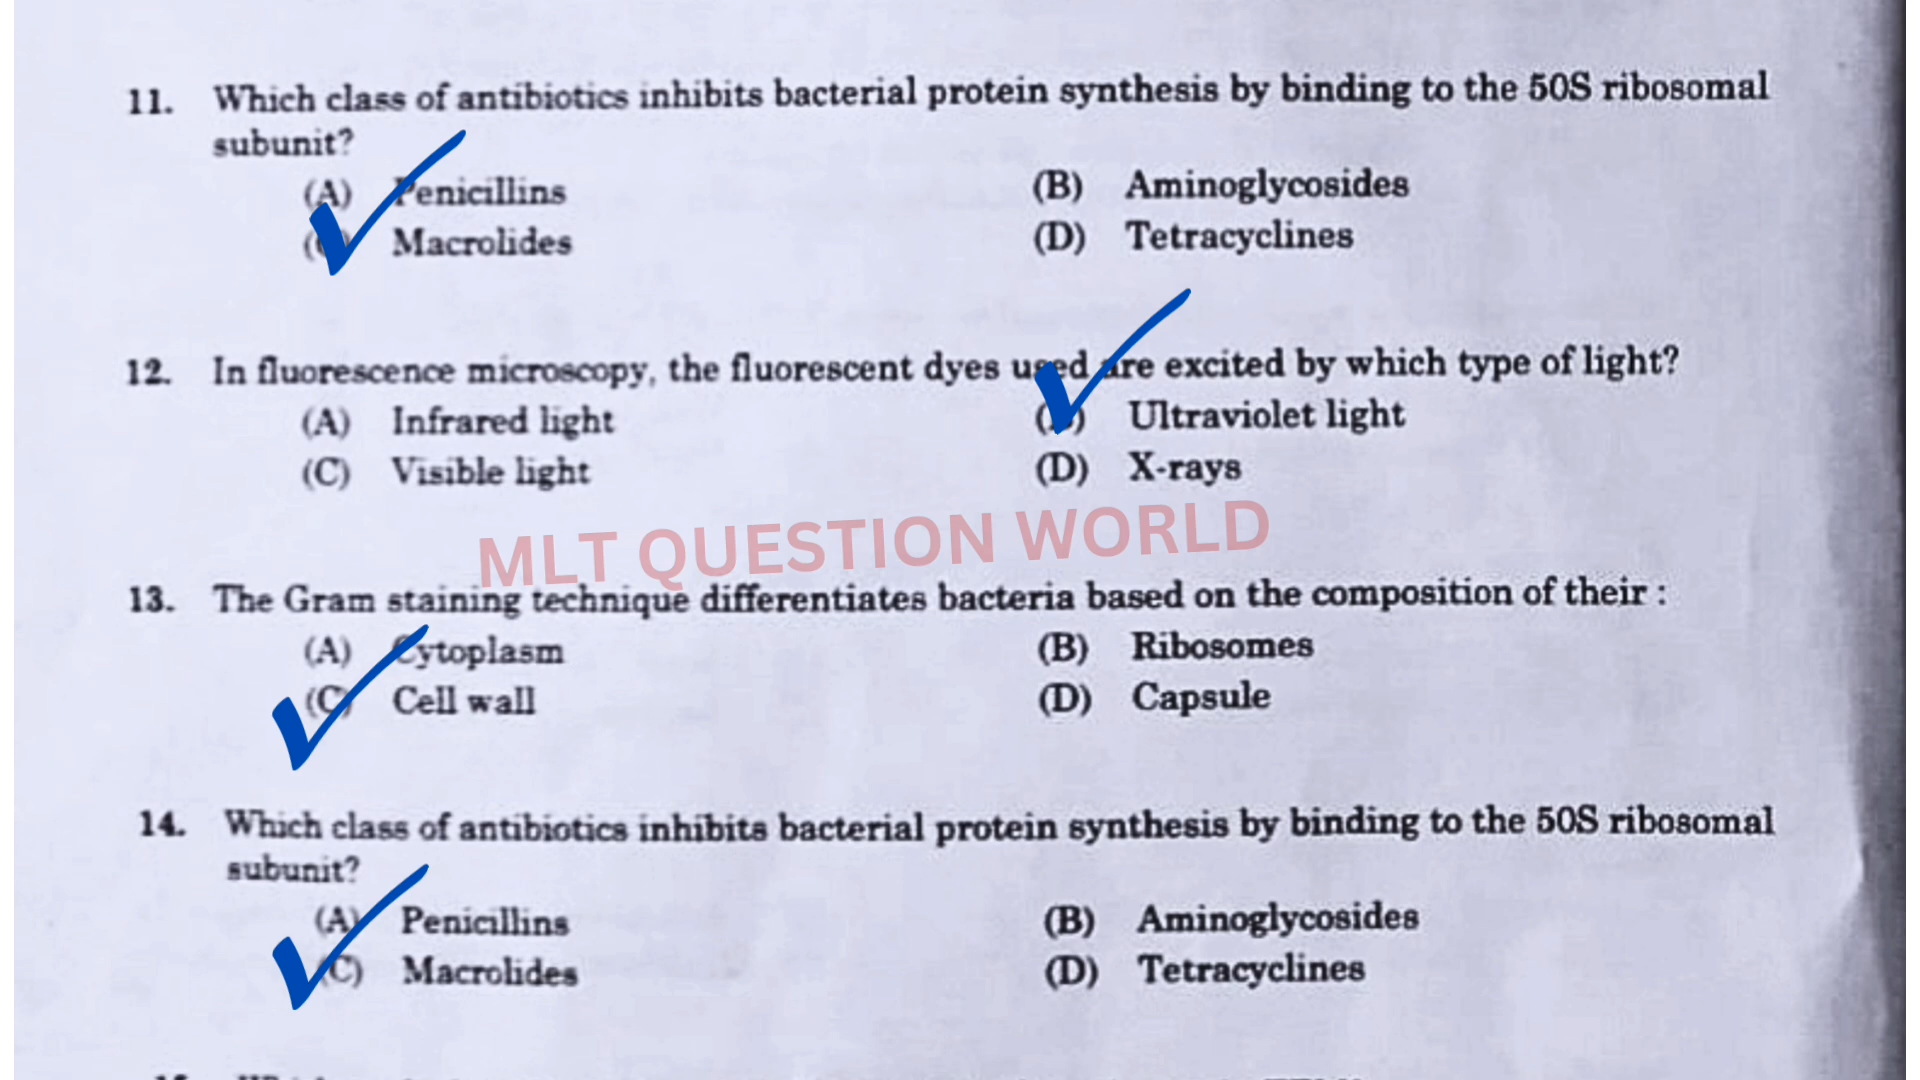 11. Which class of antibiotics inhibits bacterial protein synthesis by binding to the 50S ribosomal
subunit?
(A) Penicillins (B) Aminoglycosides
Macrolides (D) Tetracyclines
12. In fluorescence microscopy, the fluorescent dyes used are excited by which type of light?
(A) Infrared light Ultraviolet light
(C) Visible light (D) X-rays
MLT QUESTION WORLD
13. The Gram staining technique differentiates bacteria based on the composition of their :
(A) Cytoplasm (B) Ribosomes
(C) Cell wall (D) Capsule
14. Which class of antibiotics inhibits bacterial protein synthesis by binding to the 50S ribosomal
subunit?
(A) Penicillins (B) Aminoglycosides
(C) Macrolides (D) Tetracyclines